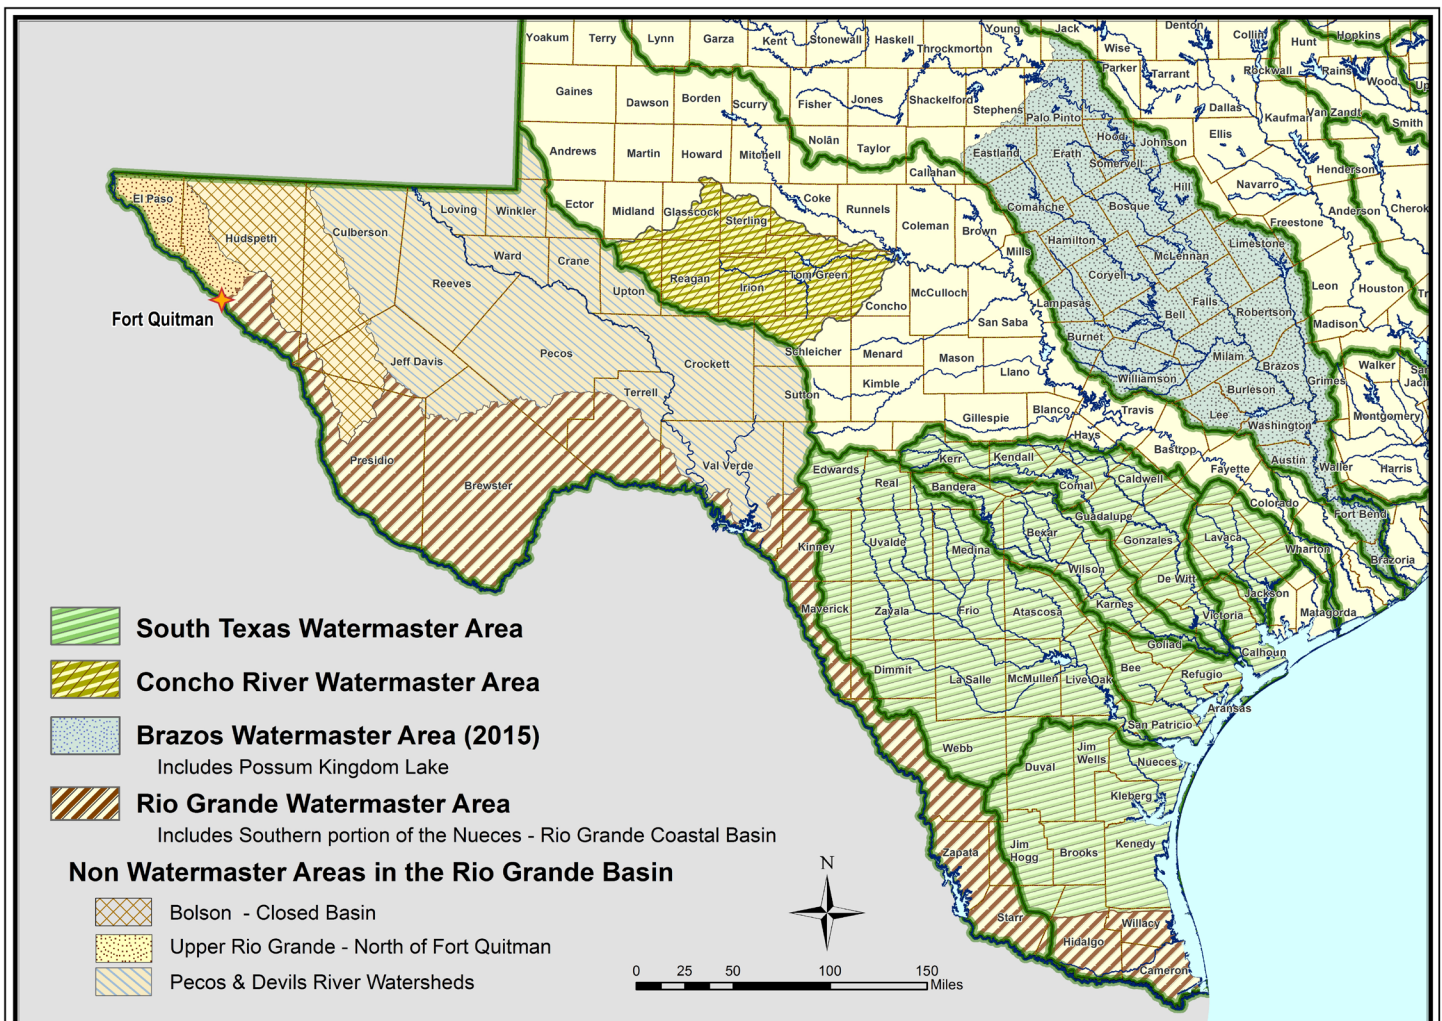 Yoakum
Terry
Lynn
Garza
Kent
Stonewall
Haskell
Throckmorton
Young
Jack
Wise
Denton
Collin
Hunt
Hopkins
Gaines
Dawson
Borden
Scurry
Fisher
Jones
Shackelford
Stephens
Palo Pinto
Parker
Tarrant
Dallas
Rockwall
Rains
Wood
Up
Kaufman
Van Zandt
Smith
Andrews
Martin
Howard
Mitchell
Nolan
Taylor
Callahan
Eastland
Erath
Hood
Somervell
Johnson
Ellis
Henderson
El Paso
Hudspeth
Culberson
Loving
Winkler
Ector
Midland
Glasscock
Sterling
Coke
Runnels
Coleman
Brown
Comanche
Bosque
Hill
Navarro
Freestone
Anderson
Cherok
Mills
Hamilton
McLennan
Limestone
Reeves
Ward
Crane
Upton
Reagan
Irion
Tom Green
Concho
McCulloch
San Saba
Lampasas
Coryell
Bell
Falls
Robertson
Leon
Houston
Tr
Madison
Fort Quitman
Jeff Davis
Pecos
Crockett
Schleicher
Menard
Mason
Llano
Burnet
Williamson
Milam
Brazos
Grimes
Walker
San
Jaci
Terrell
Sutton
Kimble
Gillespie
Blanco
Travis
Lee
Burleson
Washington
Montgomery
Presidio
Brewster
Val Verde
Edwards
Real
Kerr
Kendall
Hays
Bastrop
Fayette
Austin
Waller
Harris
Bandera
Comal
Caldwell
Colorado
Fort Bend
Kinney
Uvalde
Medina
Bexar
Guadalupe
Gonzales
Lavaca
Wharton
Brazoria
Maverick
Zavala
Frio
Atascosa
Wilson
Karnes
De Witt
Victoria
Jackson
Matagorda
Dimmit
La Salle
McMullen
Live Oak
Bee
Goliad
Refugio
Calhoun
Aransas
San Patricio
Webb
Duval
Jim
Wells
Nueces
Kleberg
Zapata
Jim
Hogg
Brooks
Kenedy
Starr
Hidalgo
Willacy
Cameron
South Texas Watermaster Area
Concho River Watermaster Area
Brazos Watermaster Area (2015)
Includes Possum Kingdom Lake
Rio Grande Watermaster Area
Includes Southern portion of the Nueces - Rio Grande Coastal Basin
Non Watermaster Areas in the Rio Grande Basin
Bolson - Closed Basin
Upper Rio Grande - North of Fort Quitman
Pecos & Devils River Watersheds
N
0 25 50 100 150
Miles